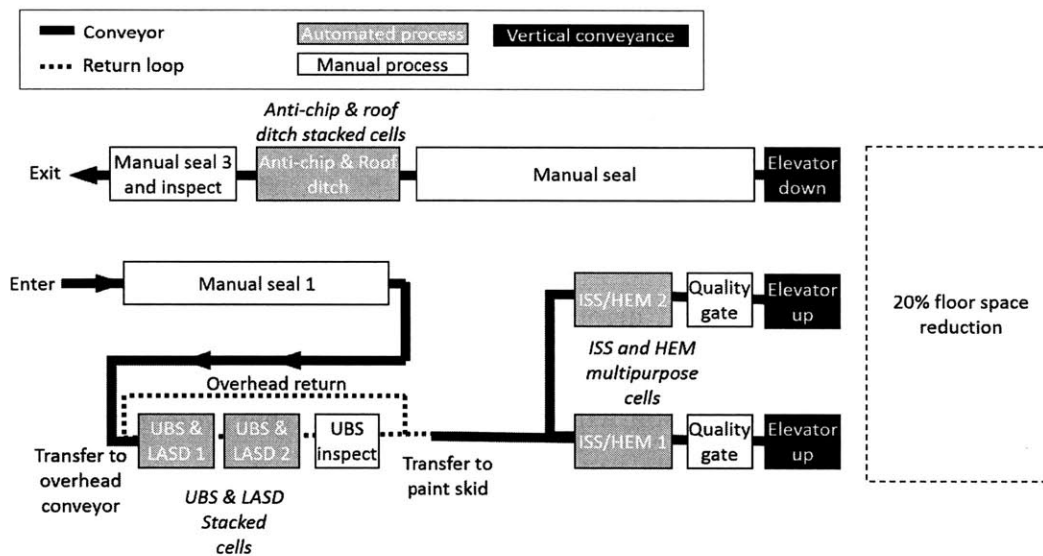 Conveyor
Automated process
Vertical conveyance
Return loop
Manual process
Anti-chip & roof
ditch stacked cells
Exit
Manual seal 3
and inspect
Anti-chip & Roof
ditch
Manual seal
Elevator
down
Enter
Manual seal 1
ISS/HEM 2
Quality
gate
Elevator
up
20% floor space
reduction
ISS and HEM
multipurpose
cells
Overhead return
UBS &
LASD 1
UBS &
LASD 2
UBS
inspect
ISS/HEM 1
Quality
gate
Elevator
up
Transfer to
overhead
conveyor
Transfer to
paint skid
UBS & LASD
Stacked
cells